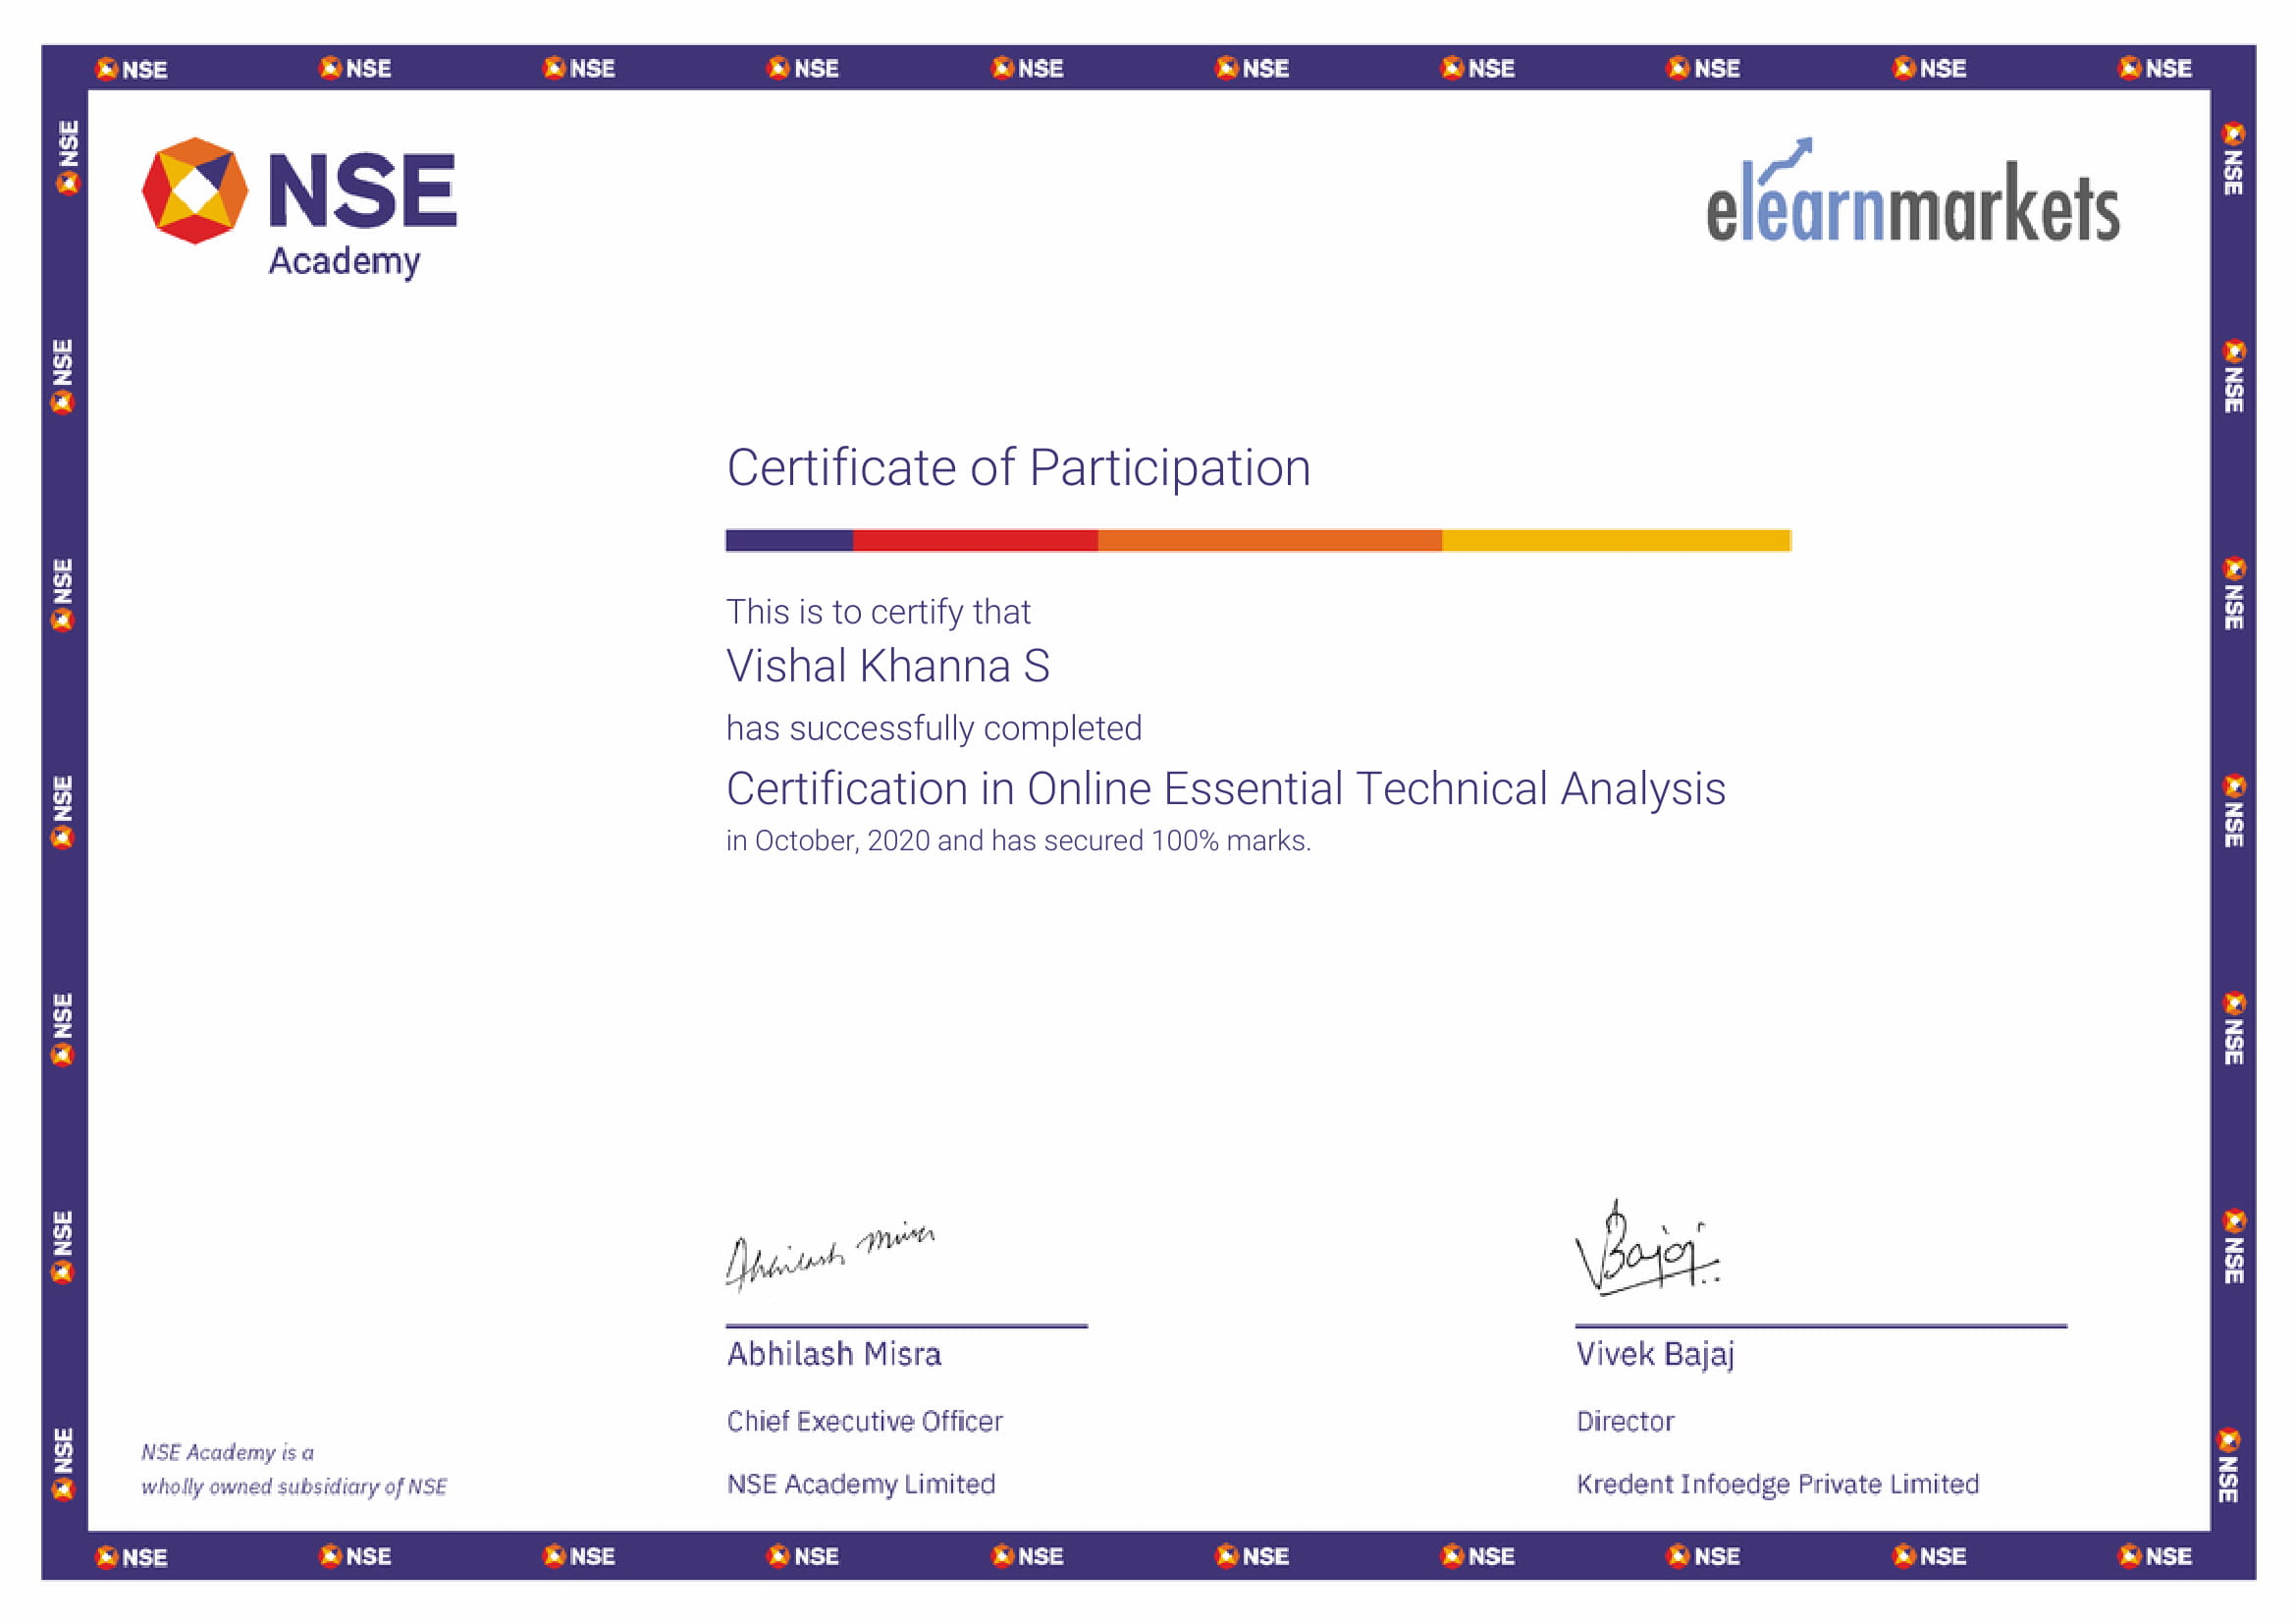 NSE NSE NSE NSE NSE NSE NSE NSE NSE NSE
NSE
Academy
elearnmarkets
Certificate of Participation
This is to certify that
Vishal Khanna S
has successfully completed
Certification in Online Essential Technical Analysis
in October, 2020 and has secured 100% marks.
Abhilash Misra
Bajaj
Abhilash Misra
Vivek Bajaj
Chief Executive Officer
Director
NSE Academy is a
wholly owned subsidiary of NSE
NSE Academy Limited
Kredent Infoedge Private Limited
NSE NSE NSE NSE NSE NSE NSE
NSE NSE NSE NSE NSE NSE NSE
NSE NSE NSE NSE NSE NSE NSE NSE NSE NSE